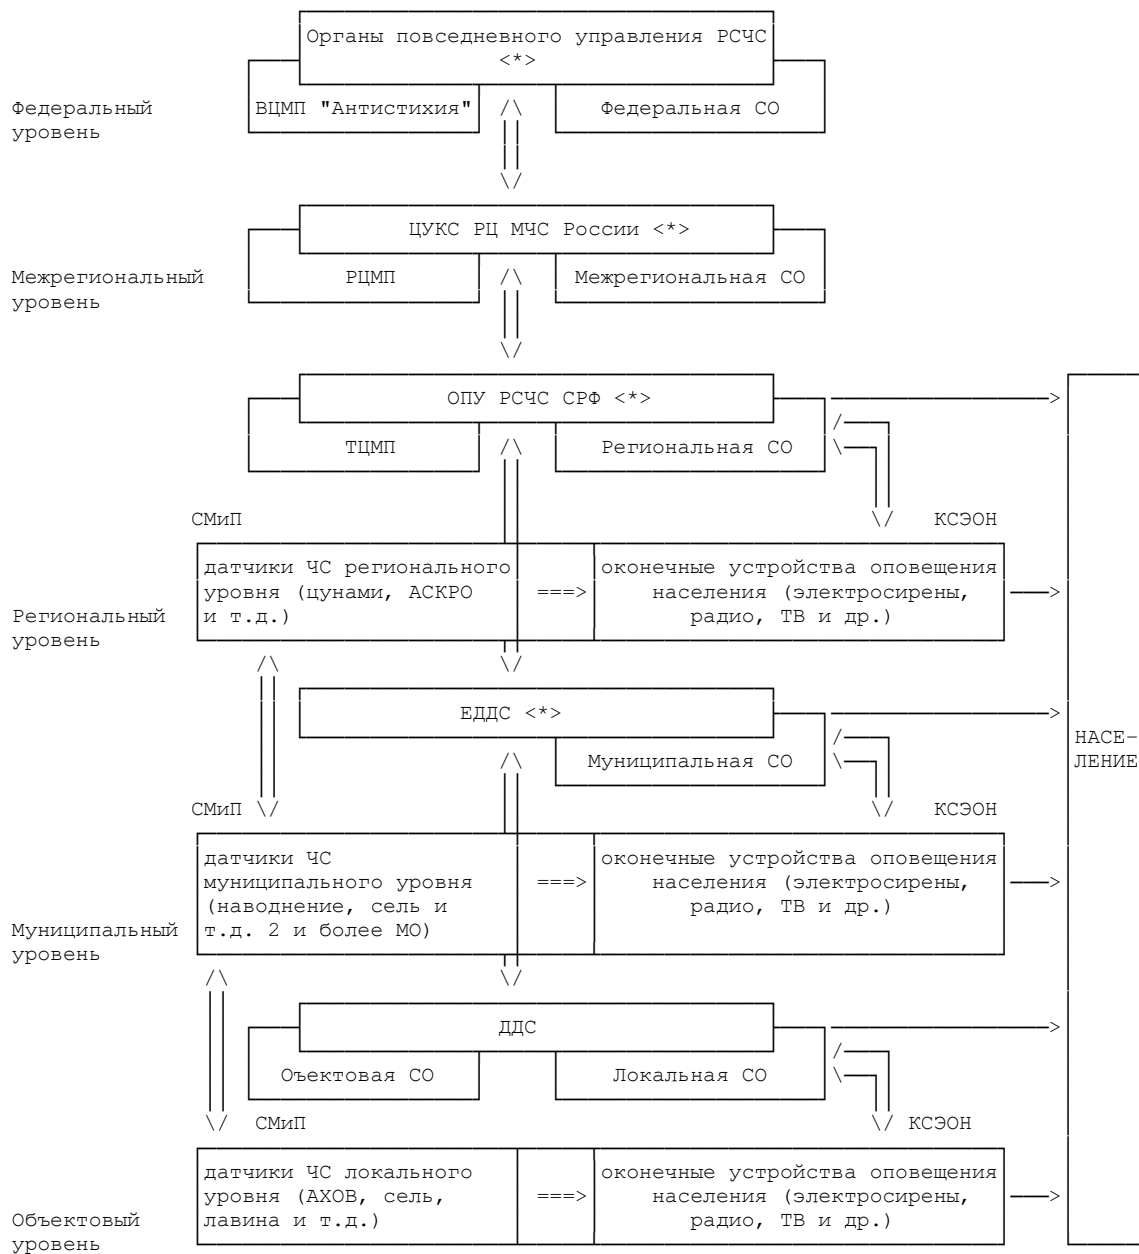 Органы повседневного управления РСЧС
<*>
Федеральный
уровень
ВЦМП "Антистихия"
Федеральная СО
ЦУКС РЦ МЧС России <*>
Межрегиональный
уровень
РЦМП
Межрегиональная СО
ОПУ РСЧС СРФ <*>
ТЦМП
Региональная СО
СМиП
КСЭОН
датчики ЧС регионального
уровня (цунами, АСКРО
и т.д.)
===>
оконечные устройства оповещения
населения (электросирены,
радио, ТВ и др.)
Региональный
уровень
ЕДДС <*>
Муниципальная СО
НАСЕ-
ЛЕНИЕ
СМиП
КСЭОН
датчики ЧС
муниципального уровня
(наводнение, сель и
т.д. 2 и более МО)
===>
оконечные устройства оповещения
населения (электросирены,
радио, ТВ и др.)
Муниципальный
уровень
ДДС
Оъектовая СО
Локальная СО
СМиП
КСЭОН
датчики ЧС локального
уровня (АХОВ, сель,
лавина и т.д.)
===>
оконечные устройства оповещения
населения (электросирены,
радио, ТВ и др.)
Объектовый
уровень